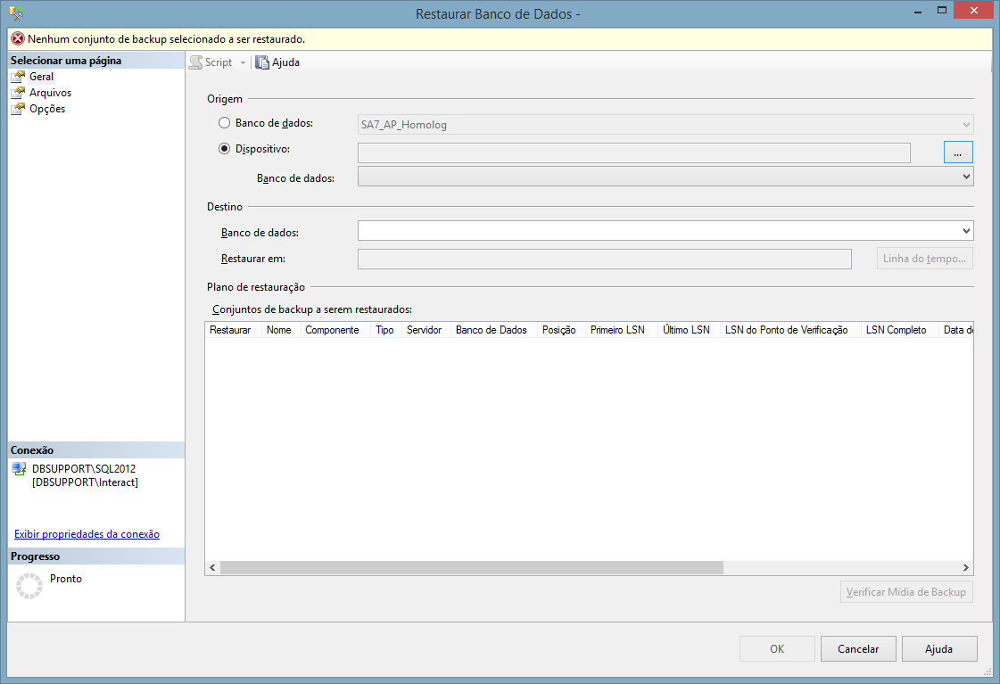 Restaurar Banco de Dados -
Nenhum conjunto de backup selecionado a ser restaurado.
Selecionar uma página
Geral
Arquivos
Opções
Script
Ajuda
Origem
Banco de dados:
SA7_AP_Homolog
Dispositivo:
...
Banco de dados:
Destino
Banco de dados:
Restaurar em:
Linha do tempo...
Plano de restauração
Conjuntos de backup a serem restaurados:
Restaurar Nome Componente Tipo Servidor Banco de Dados Posição Primeiro LSN Último LSN LSN do Ponto de Verificação LSN Completo Data de
Conexão
DBSUPPORT\SQL2012
[DBSUPPORT\Interact]
Exibir propriedades da conexão
Progresso
Pronto
Verificar Mídia de Backup
OK
Cancelar
Ajuda